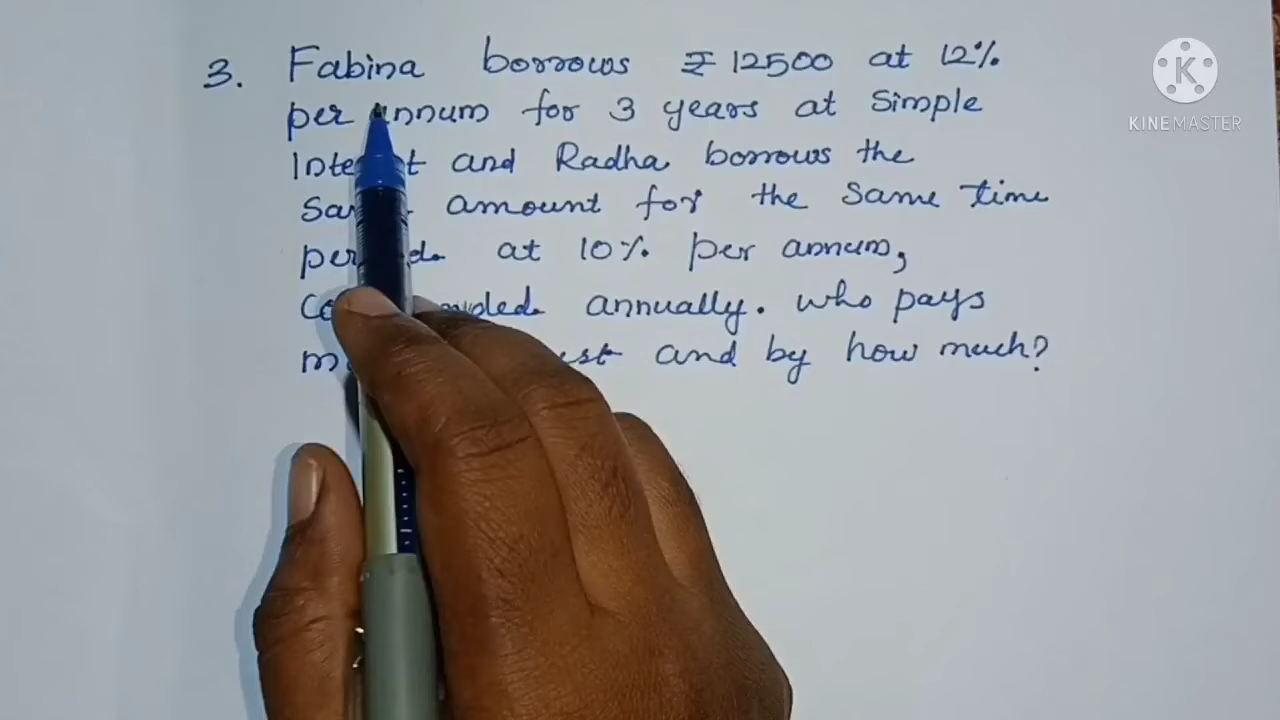 3. Fabina borrows ₹ 12500 at 12%
per annum for 3 years at Simple
and Radha borrows the
amount for the same time
at 10% per annum,
annually. who pays
and by how much?
K
KINEMASTER